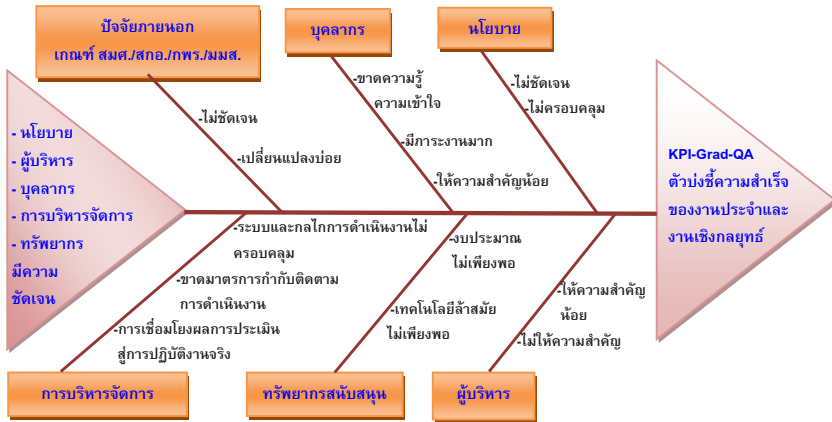 ปัจจัยภายนอก
เกณฑ์ สมศ./สกอ./กพร./มมส.
บุคลากร
นโยบาย
-ไม่ชัดเจน
-เปลี่ยนแปลงบ่อย
-ขาดความรู้
ความเข้าใจ
-มีภาระงานมาก
-ให้ความสำคัญน้อย
-ไม่ชัดเจน
-ไม่ครอบคลุม
- นโยบาย
- ผู้บริหาร
- บุคลากร
- การบริหารจัดการ
- ทรัพยากร
มีความ
ชัดเจน
KPI-Grad-QA
ตัวบ่งชี้ความสำเร็จ
ของงานประจำและ
งานเชิงกลยุทธ์
-ระบบและกลไกการดำเนินงานไม่
ครอบคลุม
-ขาดมาตรการกำกับติดตาม
การดำเนินงาน
-การเชื่อมโยงผลการประเมิน
สู่การปฏิบัติงานจริง
-งบประมาณ
ไม่เพียงพอ
-เทคโนโลยีล้าสมัย
ไม่เพียงพอ
-ให้ความสำคัญ
น้อย
-ไม่ให้ความสำคัญ
การบริหารจัดการ
ทรัพยากรสนับสนุน
ผู้บริหาร